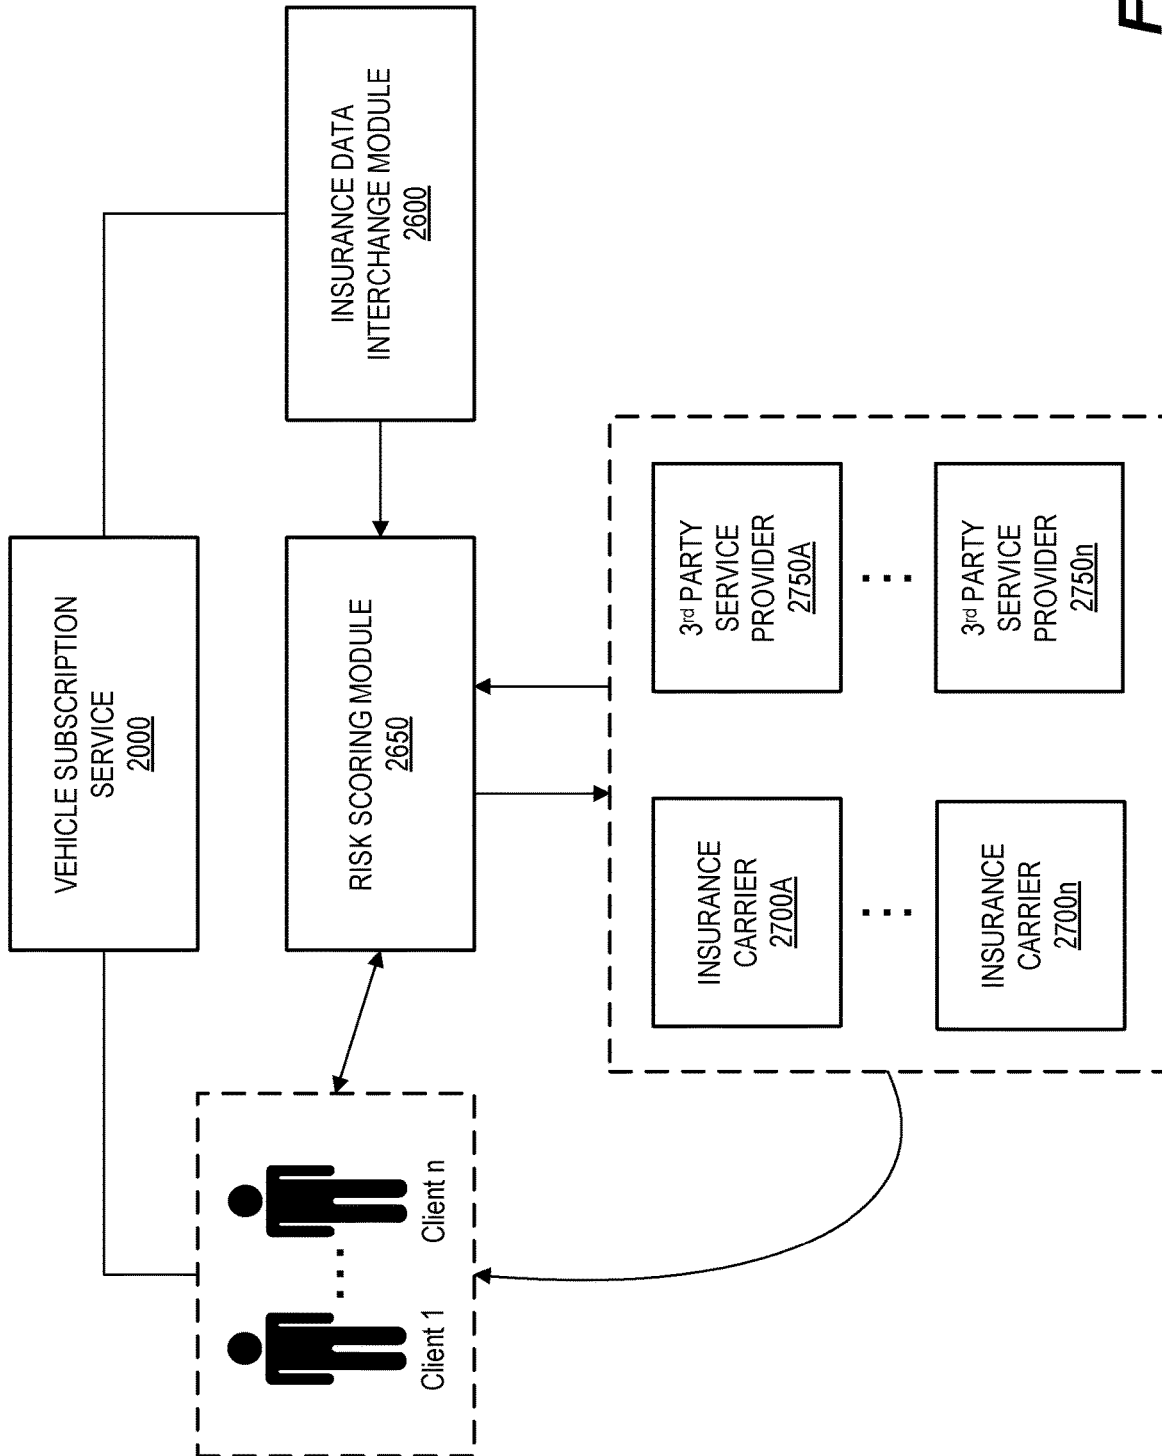 VEHICLE SUBSCRIPTION
SERVICE
2000
RISK SCORING MODULE
2650
INSURANCE DATA
INTERCHANGE MODULE
2600
Client 1
Client n
INSURANCE
CARRIER
2700A
3rd PARTY
SERVICE
PROVIDER
2750A
INSURANCE
CARRIER
2700n
3rd PARTY
SERVICE
PROVIDER
2750n